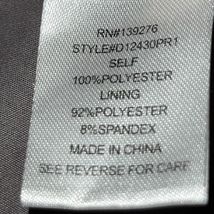 RN#139276
STYLE#D12430PR1
SELF
100%POLYESTER
LINING
92%POLYESTER
8%SPANDEX
MADE IN CHINA
SEE REVERSE FOR CARE